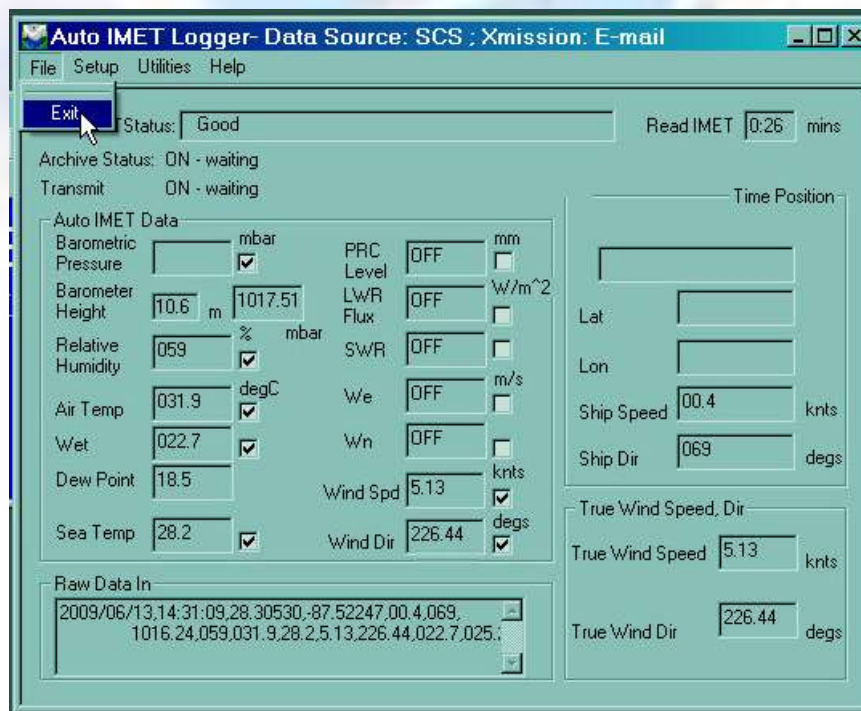 Auto IMET Logger- Data Source: SCS ; Xmission: E-mail
File Setup Utilities Help
Exit
Status: Good
Read IMET 0:26 mins
Archive Status: ON - waiting
Transmit ON - waiting
Auto IMET Data
Barometric Pressure mbar
Barometer Height 10.6 m 1017.51 mbar
Relative Humidity 059 %
Air Temp 031.9 degC
Wet 022.7
Dew Point 18.5
Sea Temp 28.2
PRC Level OFF mm
LWR Flux OFF W/m^2
SWR OFF
We OFF m/s
Wn OFF
Wind Spd 5.13 knts
Wind Dir 226.44 degs
Time Position
Lat
Lon
Ship Speed 00.4 knts
Ship Dir 069 degs
True Wind Speed, Dir
True Wind Speed 5.13 knts
True Wind Dir 226.44 degs
Raw Data In
2009/06/13,14:31:09,28.30530,-87.52247,00.4,069,
1016.24,059,031.9,28.2,5.13,226.44,022.7,025.